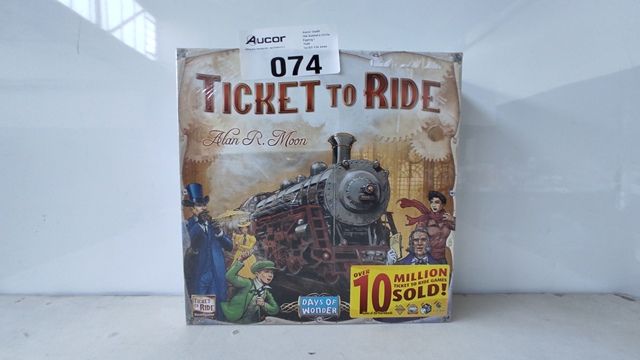 AUCOR
074
TICKET TO RIDE
Alan R. Moon
OVER
10 MILLION
TICKET TO RIDE GAMES
SOLD!
TICKET
TO RIDE
DAYS OF
WONDER